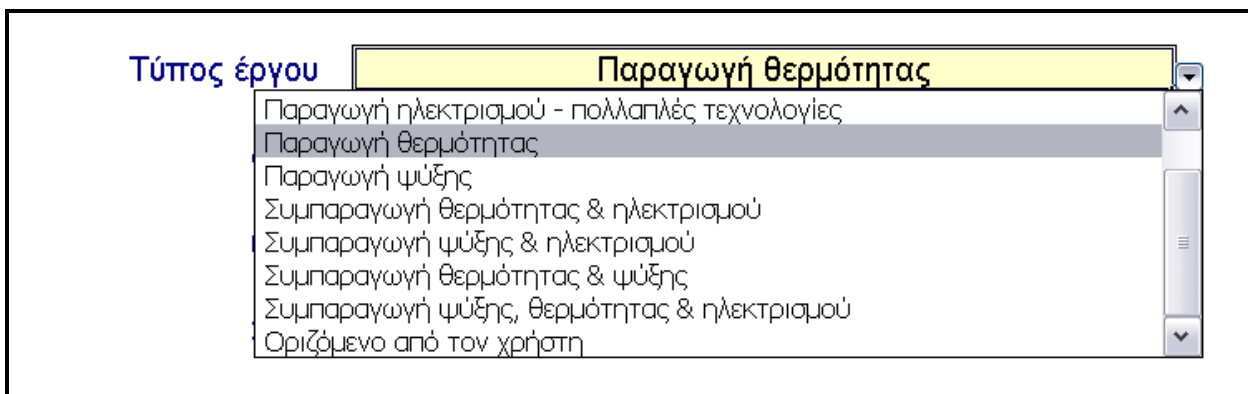 Τύπος έργου Παραγωγή θερμότητας
Παραγωγή ηλεκτρισμού - πολλαπλές τεχνολογίες
Παραγωγή θερμότητας
Παραγωγή ψύξης
Συμπαραγωγή θερμότητας & ηλεκτρισμού
Συμπαραγωγή ψύξης & ηλεκτρισμού
Συμπαραγωγή θερμότητας & ψύξης
Συμπαραγωγή ψύξης, θερμότητας & ηλεκτρισμού
Οριζόμενο από τον χρήστη